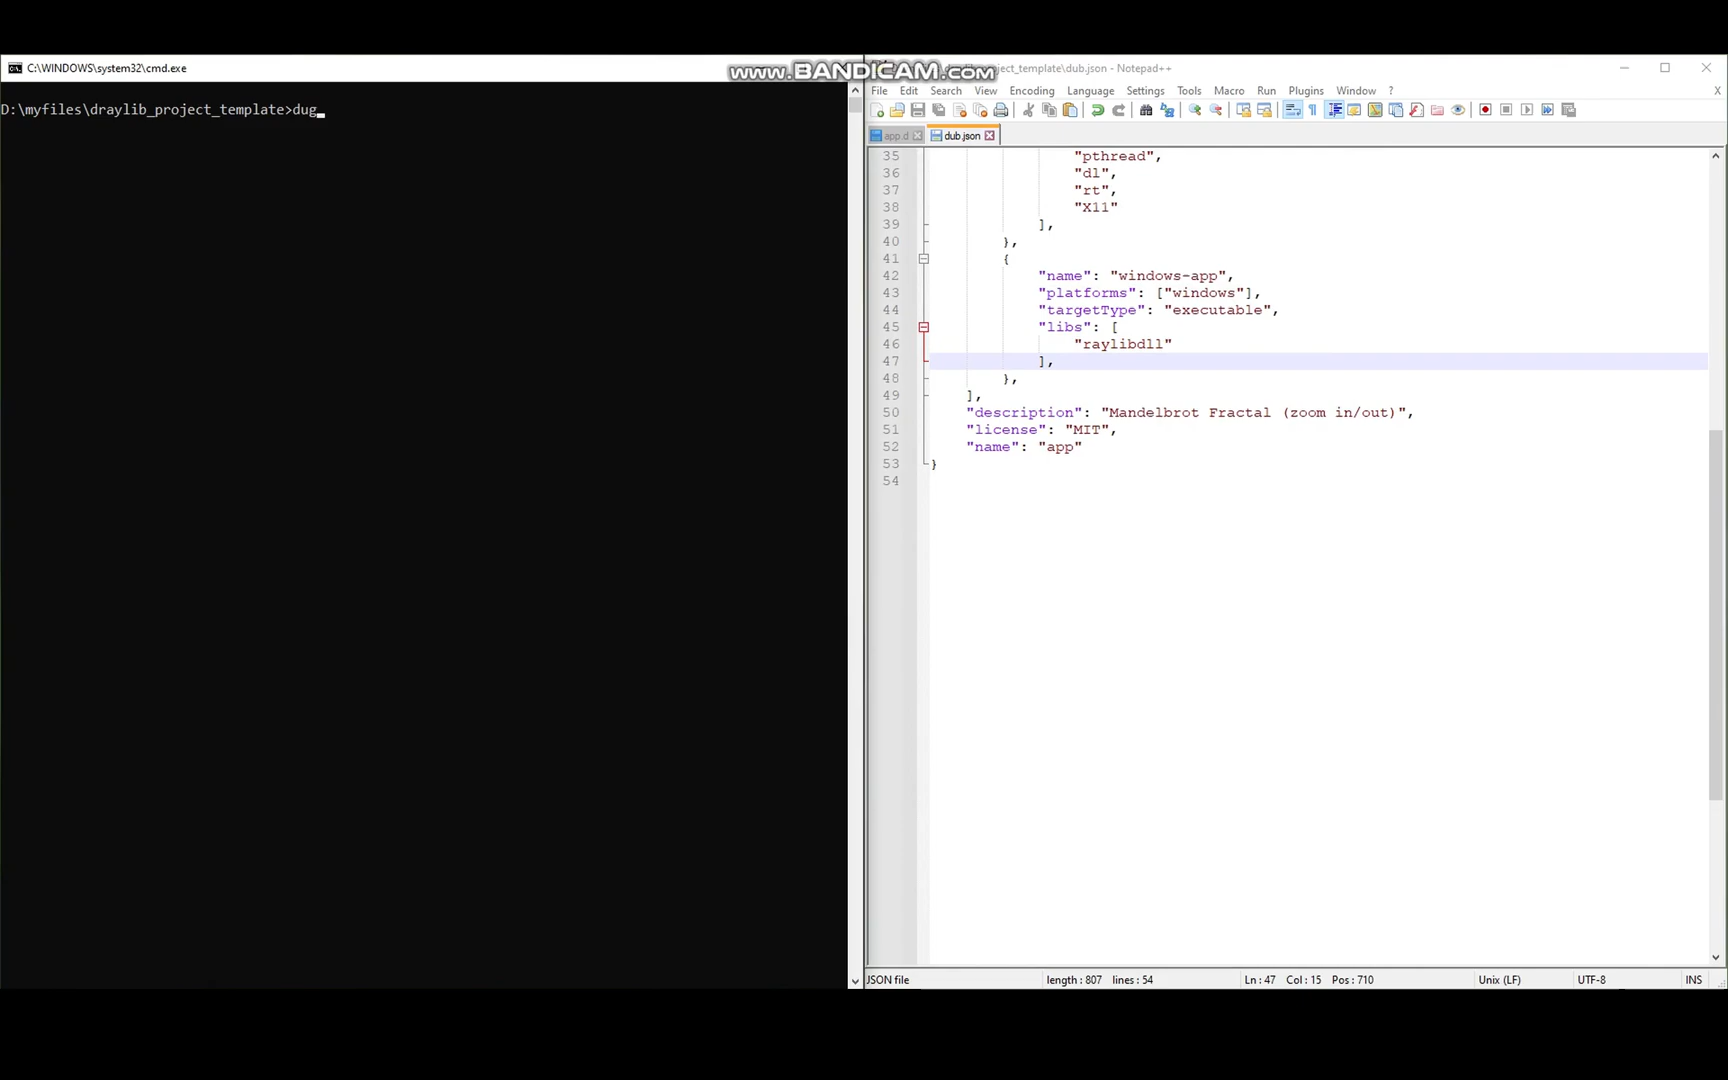 C:\WINDOWS\system32\cmd.exe
D:\myfiles\draylib_project_template>dug_
www.BANDICAM.com
ject_template\dub.json - Notepad++
File Edit Search View Encoding Language Settings Tools Macro Run Plugins Window ? X
app.d dub.json
35 "pthread",
36 "dl",
37 "rt",
38 "X11"
39 ],
40 },
41 {
42 "name": "windows-app",
43 "platforms": ["windows"],
44 "targetType": "executable",
45 "libs": [
46 "raylibdll"
47 ],
48 },
49 ],
50 "description": "Mandelbrot Fractal (zoom in/out)",
51 "license": "MIT",
52 "name": "app"
53 }
54
JSON file length : 807 lines : 54 Ln : 47 Col : 15 Pos : 710 Unix (LF) UTF-8 INS